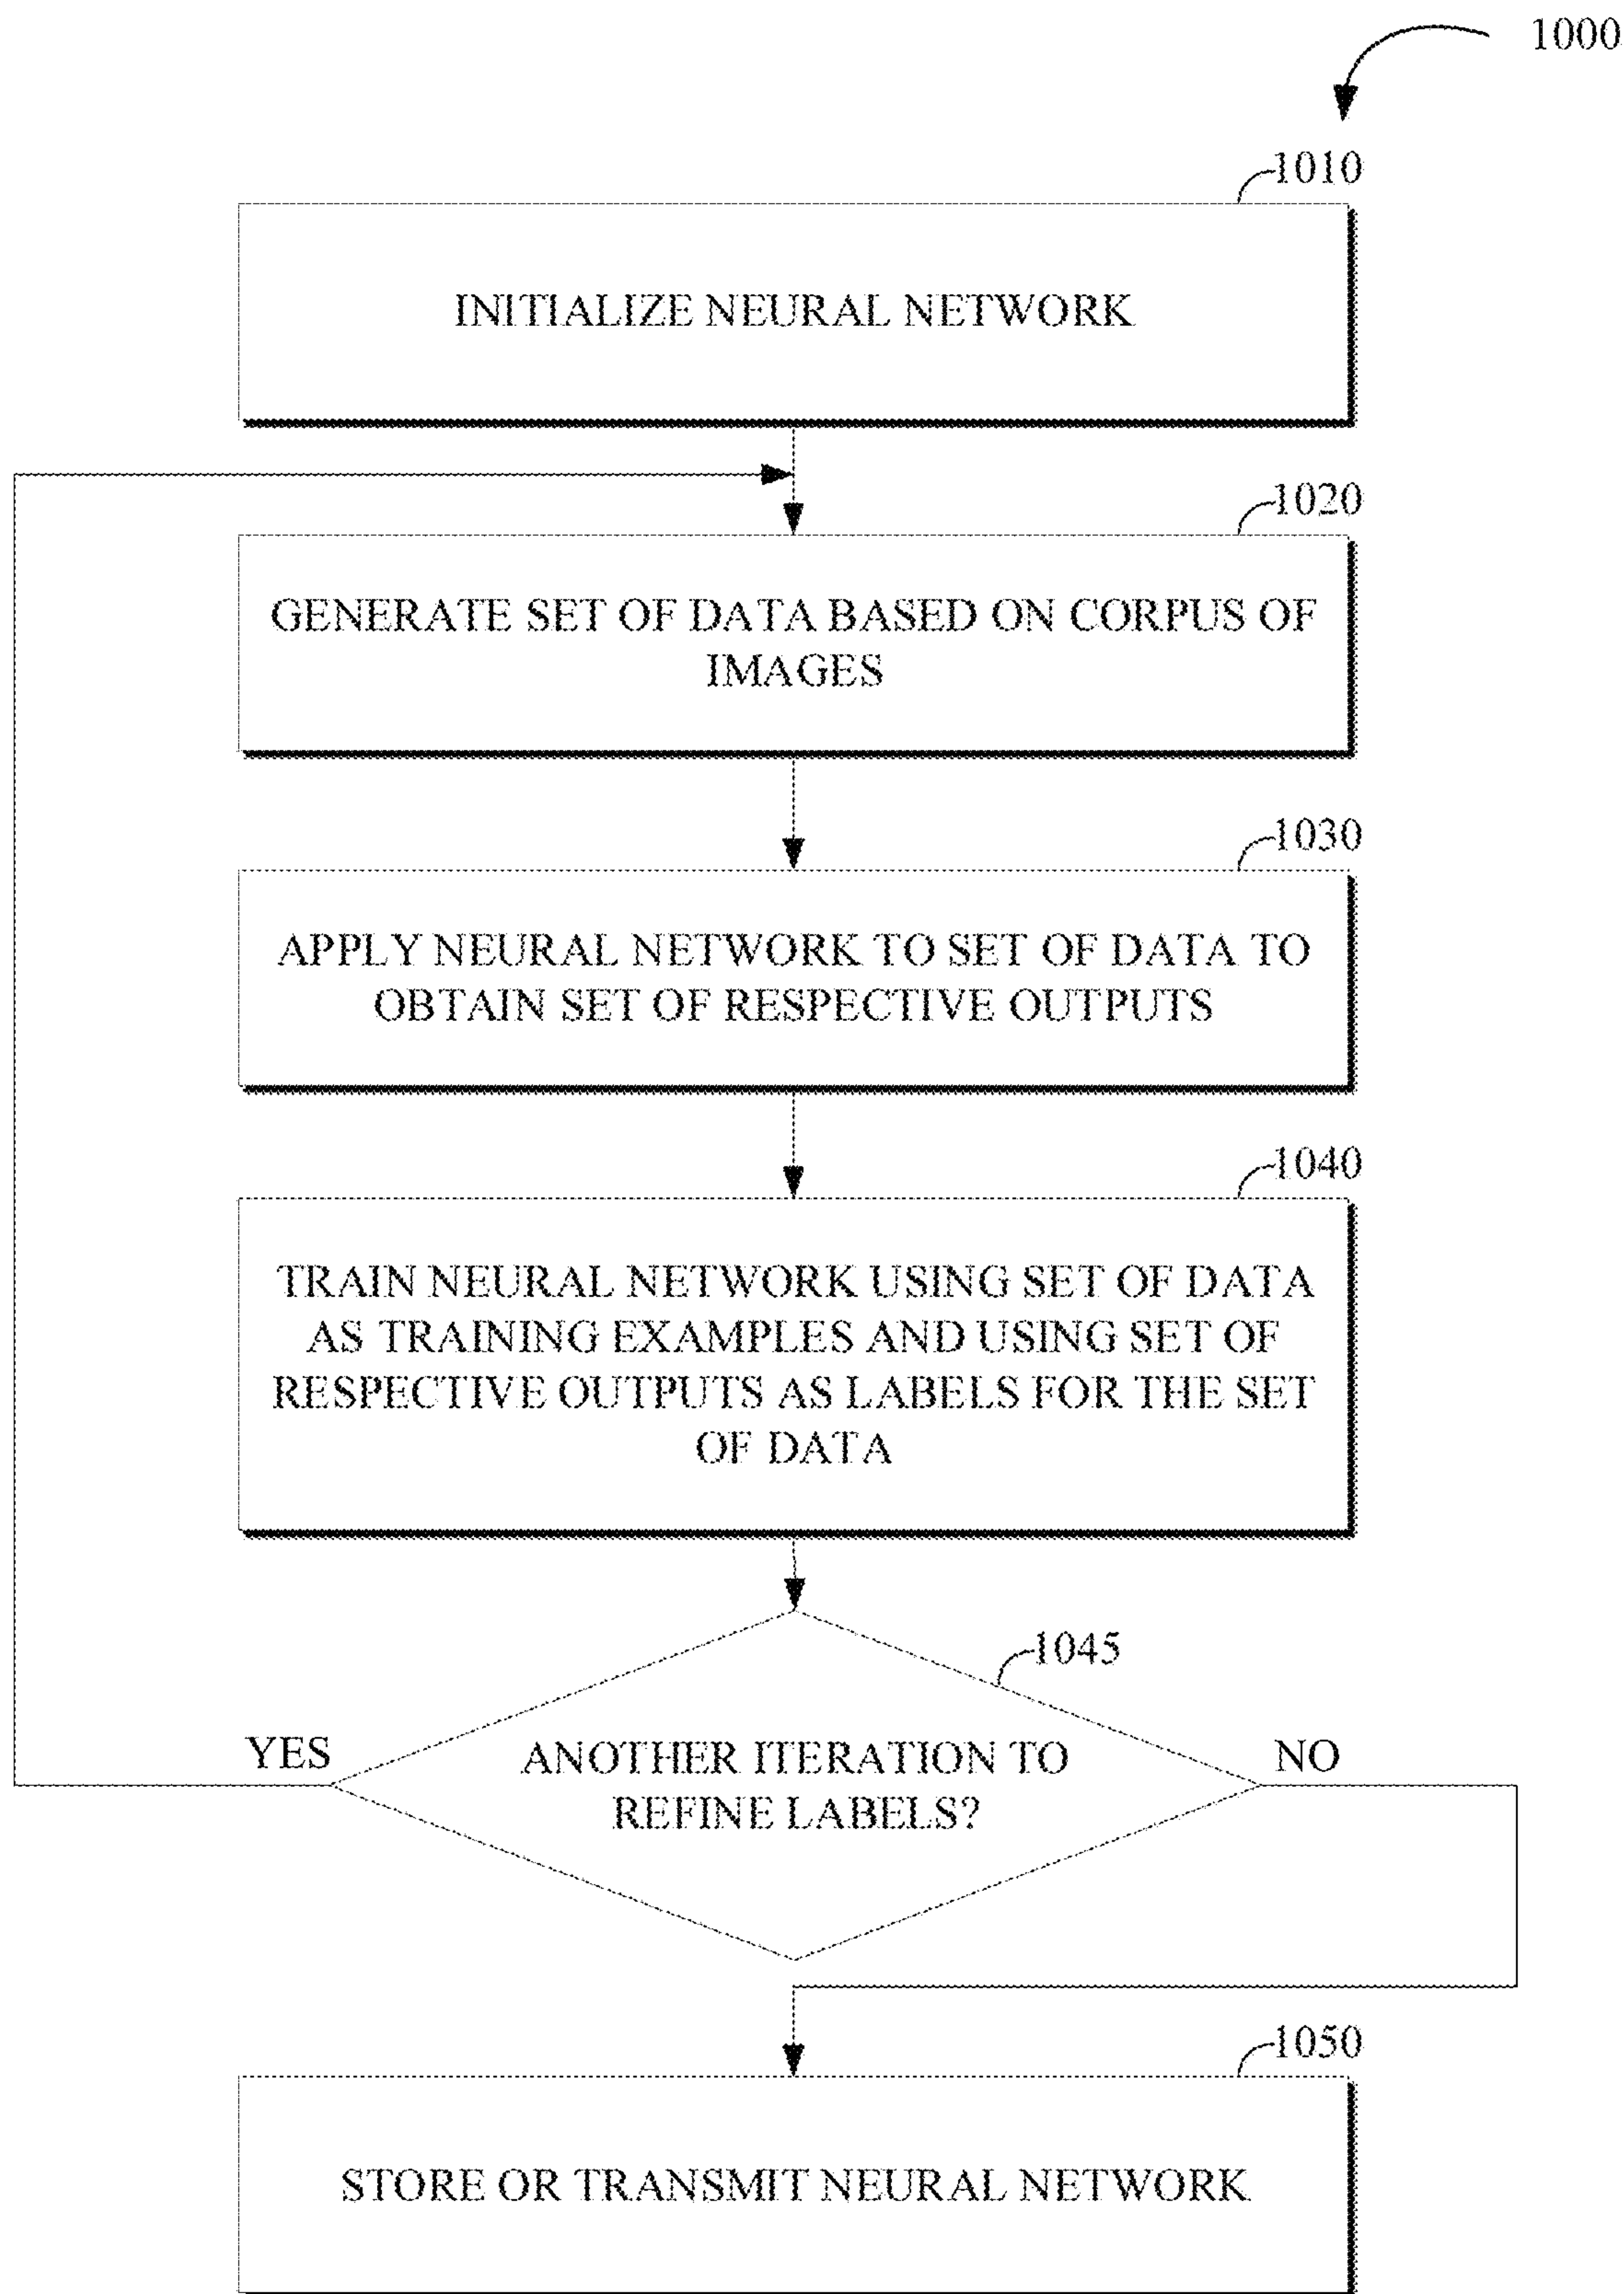 1000
1010
INITIALIZE NEURAL NETWORK
1020
GENERATE SET OF DATA BASED ON CORPUS OF
IMAGES
1030
APPLY NEURAL NETWORK TO SET OF DATA TO
OBTAIN SET OF RESPECTIVE OUTPUTS
1040
TRAIN NEURAL NETWORK USING SET OF DATA
AS TRAINING EXAMPLES AND USING SET OF
RESPECTIVE OUTPUTS AS LABELS FOR THE SET
OF DATA
1045
YES
ANOTHER ITERATION TO
REFINE LABELS?
NO
1050
STORE OR TRANSMIT NEURAL NETWORK